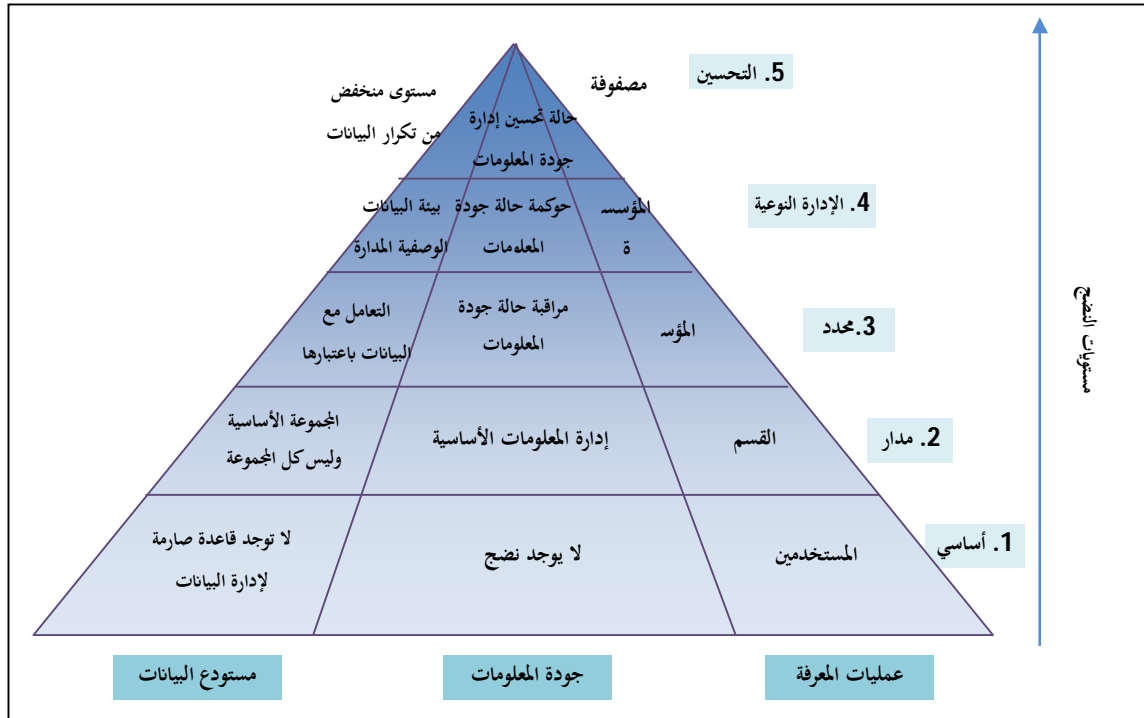 5. التحسين
مصفوفة
حالة تحسين إدارة
جودة المعلومات
مستوى منخفض
من تكرار البيانات
4. الإدارة النوعية
المؤسسـ
ة
حوكمة حالة جودة
المعلومات
بيئة البيانات
الوصفية المدارة
3.محدد
المؤسـ
مراقبة حالة جودة
المعلومات
التعامل مع
البيانات باعتبارها
2. مدار
القسم
إدارة المعلومات الأساسية
المجموعة الأساسية
وليس كل المجموعة
1. أساسي
المستخدمين
لا يوجد نضج
لا توجد قاعدة صارمة
لإدارة البيانات
عمليات المعرفة
جودة المعلومات
مستودع البيانات
مستويات النضج